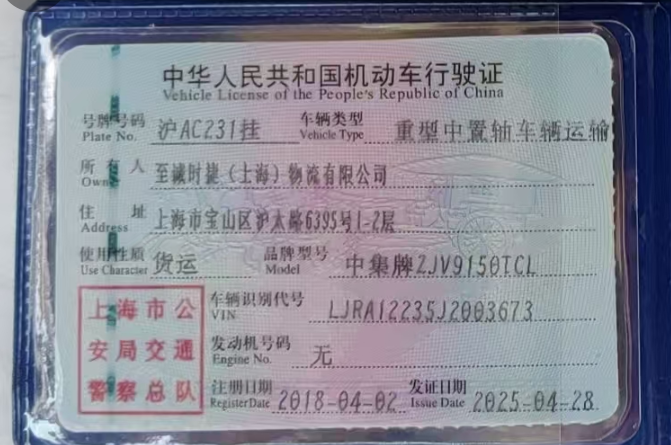 中华人民共和国机动车行驶证
Vehicle License of the People's Republic of China
号牌号码 沪AC231挂 车辆类型 重型中置轴车辆运输
Plate No. Vehicle Type
所有人 至诚时捷(上海)物流有限公司
Owner
住址 上海市宝山区沪太路6395号1-2层
Address
使用性质 货运 品牌型号 中集牌ZJV9150TCL
Use Character Model
上海市公 车辆识别代号 LJRA12235J2003673
VIN
安局交通 发动机号码 无
Engine No.
警察总队 注册日期 2018-04-02 发证日期 2025-04-28
Register Date Issue Date